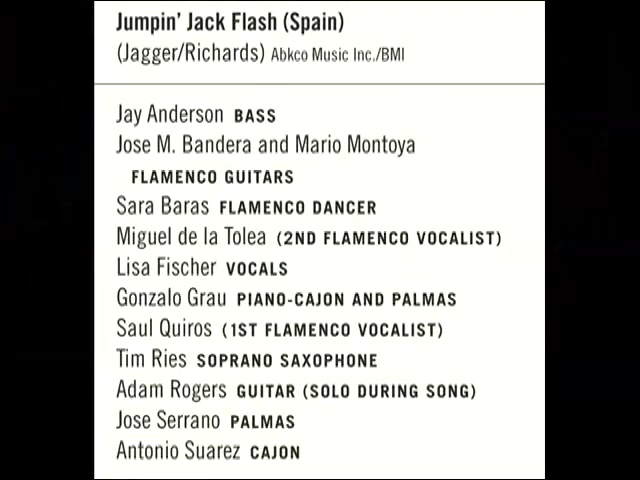 Jumpin' Jack Flash (Spain)
(Jagger/Richards) Abkco Music Inc./BMI
Jay Anderson BASS
Jose M. Bandera and Mario Montoya
FLAMENCO GUITARS
Sara Baras FLAMENCO DANCER
Miguel de la Tolea (2ND FLAMENCO VOCALIST)
Lisa Fischer VOCALS
Gonzalo Grau PIANO-CAJON AND PALMAS
Saul Quiros (1ST FLAMENCO VOCALIST)
Tim Ries SOPRANO SAXOPHONE
Adam Rogers GUITAR (SOLO DURING SONG)
Jose Serrano PALMAS
Antonio Suarez CAJON